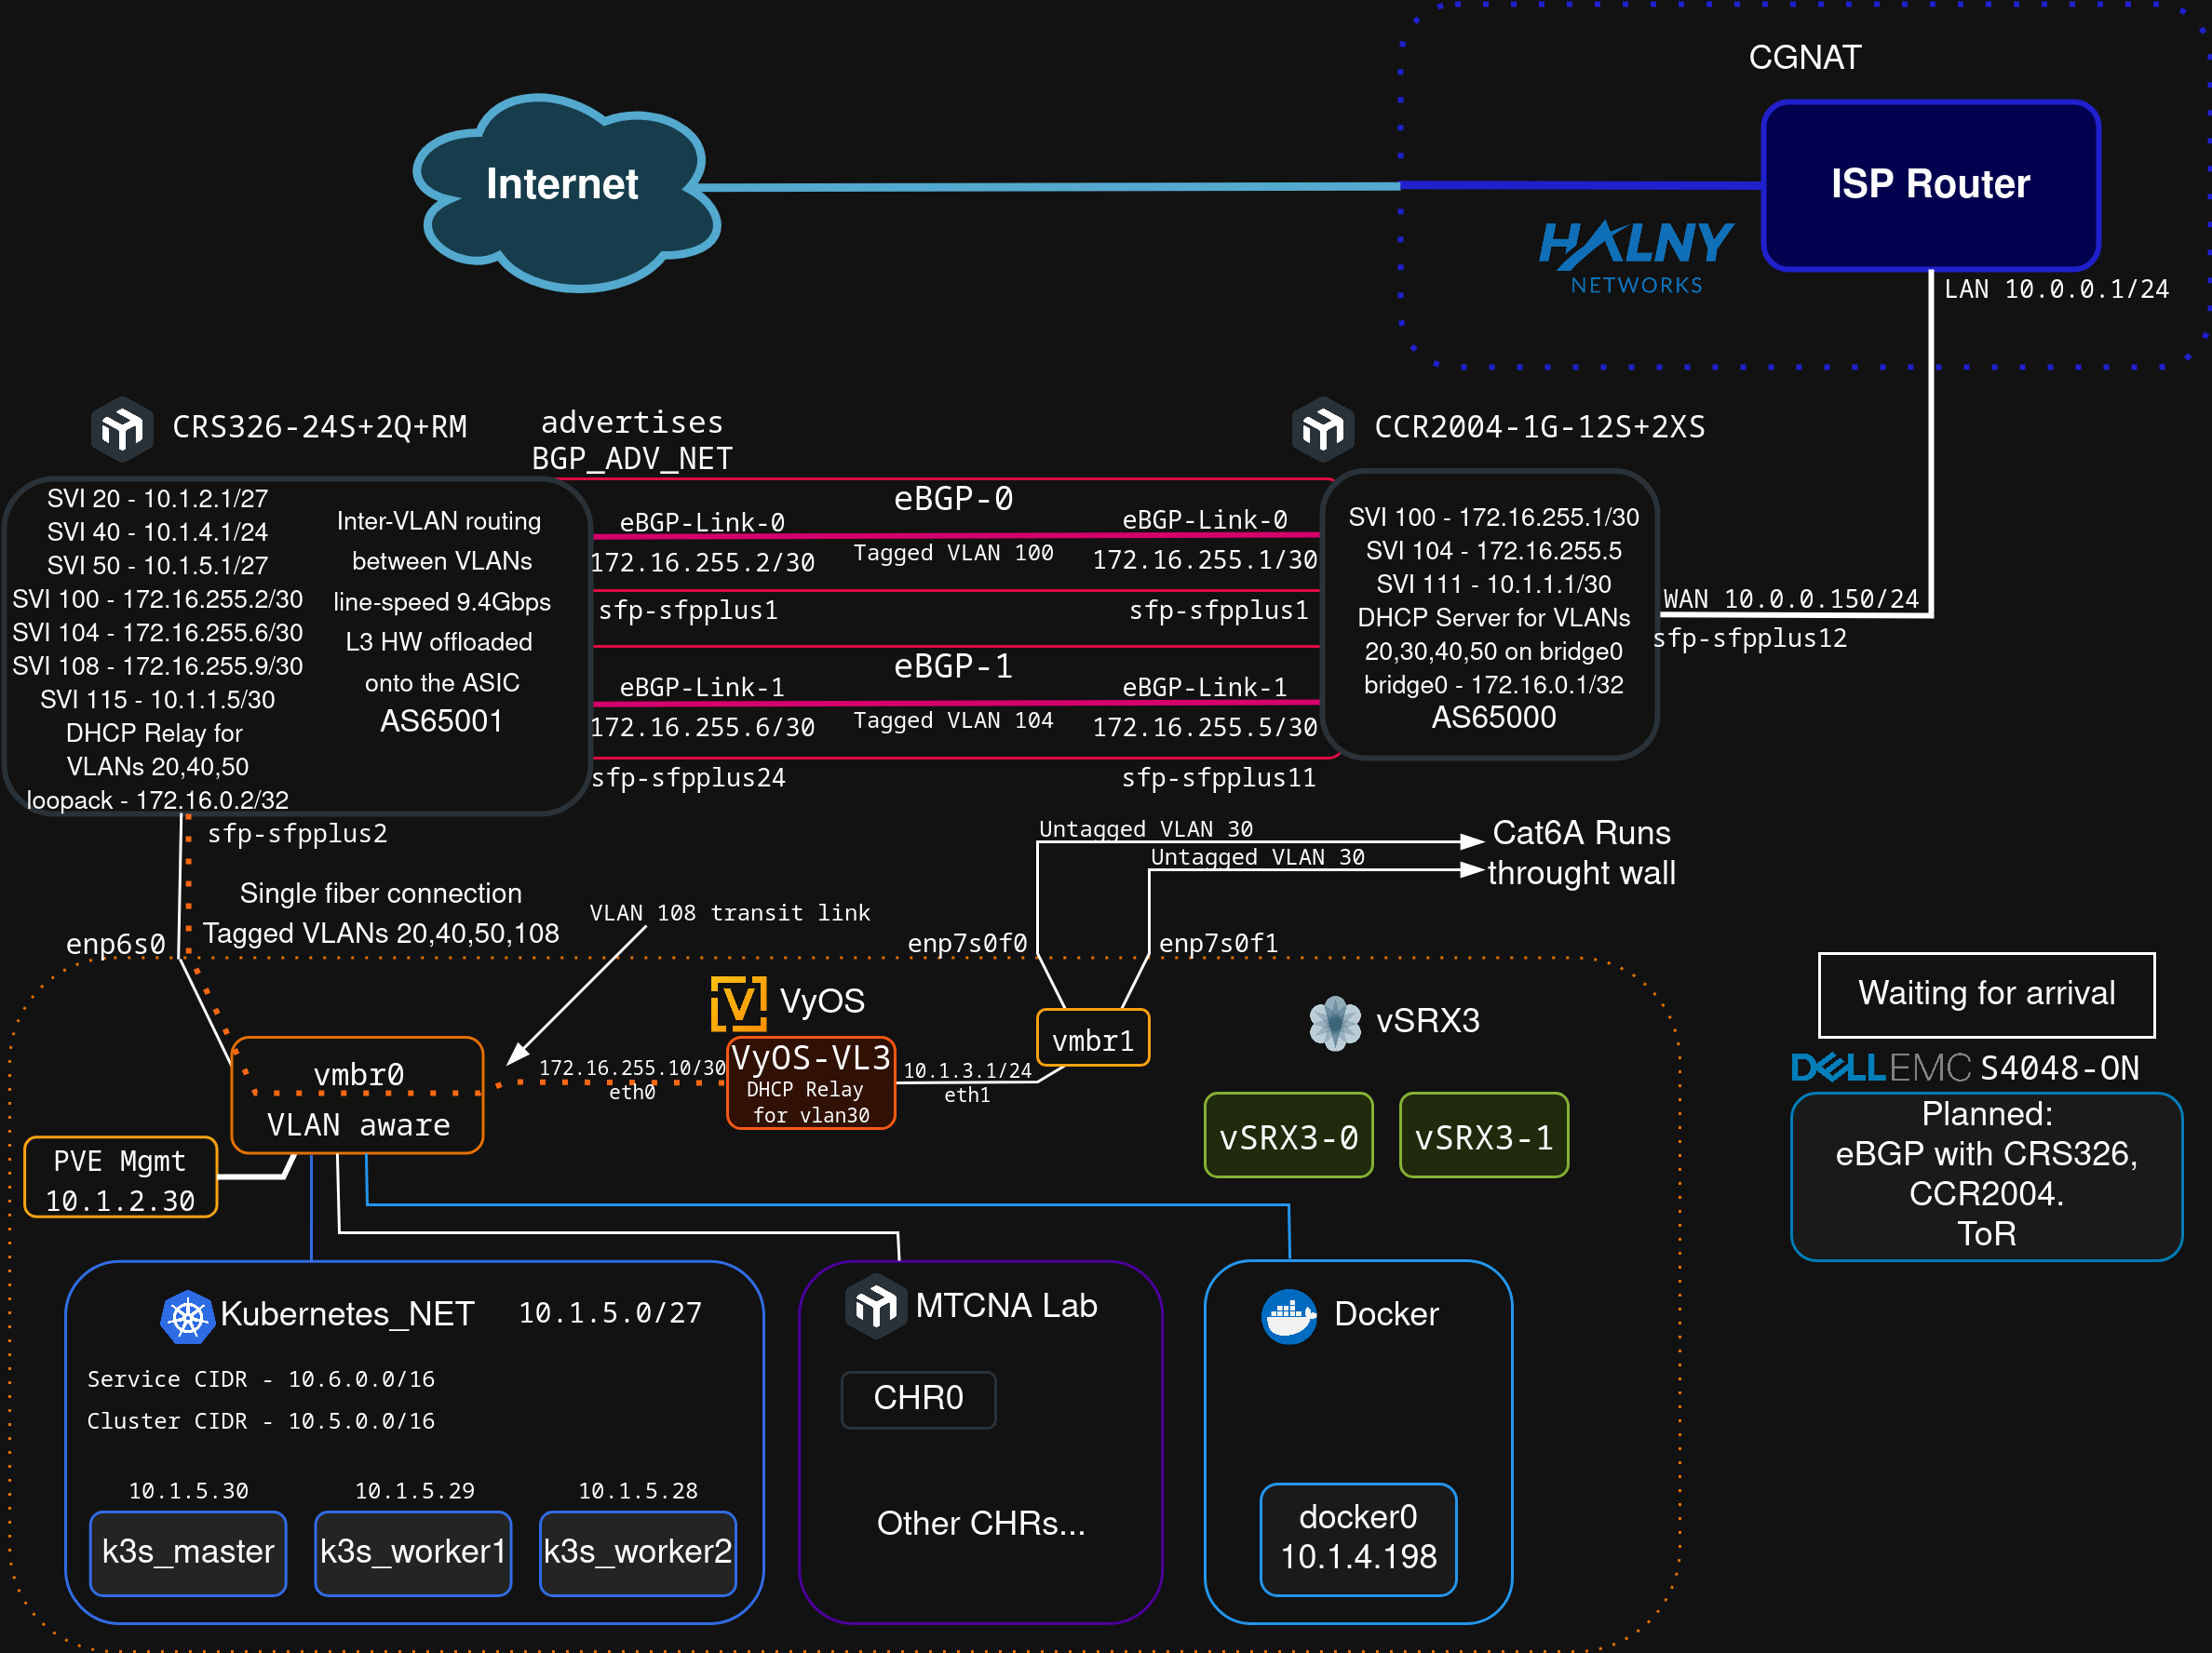 CGNAT
Internet
ISP Router
HALNY
NETWORKS
LAN 10.0.0.1/24
CRS326-24S+2Q+RM
advertises
BGP_ADV_NET
CCR2004-1G-12S+2XS
SVI 20 - 10.1.2.1/27
SVI 40 - 10.1.4.1/24
SVI 50 - 10.1.5.1/27
SVI 100 - 172.16.255.2/30
SVI 104 - 172.16.255.6/30
SVI 108 - 172.16.255.9/30
SVI 115 - 10.1.1.5/30
DHCP Relay for
VLANs 20,40,50
loopack - 172.16.0.2/32
Inter-VLAN routing
between VLANs
line-speed 9.4Gbps
L3 HW offloaded
onto the ASIC
AS65001
eBGP-0
eBGP-Link-0
eBGP-Link-0
172.16.255.2/30
Tagged VLAN 100
172.16.255.1/30
sfp-sfpplus1
sfp-sfpplus1
eBGP-1
eBGP-Link-1
eBGP-Link-1
172.16.255.6/30
Tagged VLAN 104
172.16.255.5/30
sfp-sfpplus24
sfp-sfpplus11
SVI 100 - 172.16.255.1/30
SVI 104 - 172.16.255.5
SVI 111 - 10.1.1.1/30
DHCP Server for VLANs
20,30,40,50 on bridge0
bridge0 - 172.16.0.1/32
AS65000
WAN 10.0.0.150/24
sfp-sfpplus12
sfp-sfpplus2
Single fiber connection
Tagged VLANs 20,40,50,108
enp6s0
VLAN 108 transit link
Untagged VLAN 30
Untagged VLAN 30
Cat6A Runs
throught wall
enp7s0f0
enp7s0f1
VyOS
vmbr0
VLAN aware
172.16.255.10/30
eth0
VyOS-VL3
DHCP Relay
for vlan30
10.1.3.1/24
eth1
vmbr1
vSRX3
vSRX3-0
vSRX3-1
Waiting for arrival
DELLEMC S4048-ON
Planned:
eBGP with CRS326,
CCR2004.
ToR
PVE Mgmt
10.1.2.30
Kubernetes_NET
10.1.5.0/27
Service CIDR - 10.6.0.0/16
Cluster CIDR - 10.5.0.0/16
10.1.5.30
10.1.5.29
10.1.5.28
k3s_master
k3s_worker1
k3s_worker2
MTCNA Lab
CHR0
Other CHRs...
Docker
docker0
10.1.4.198